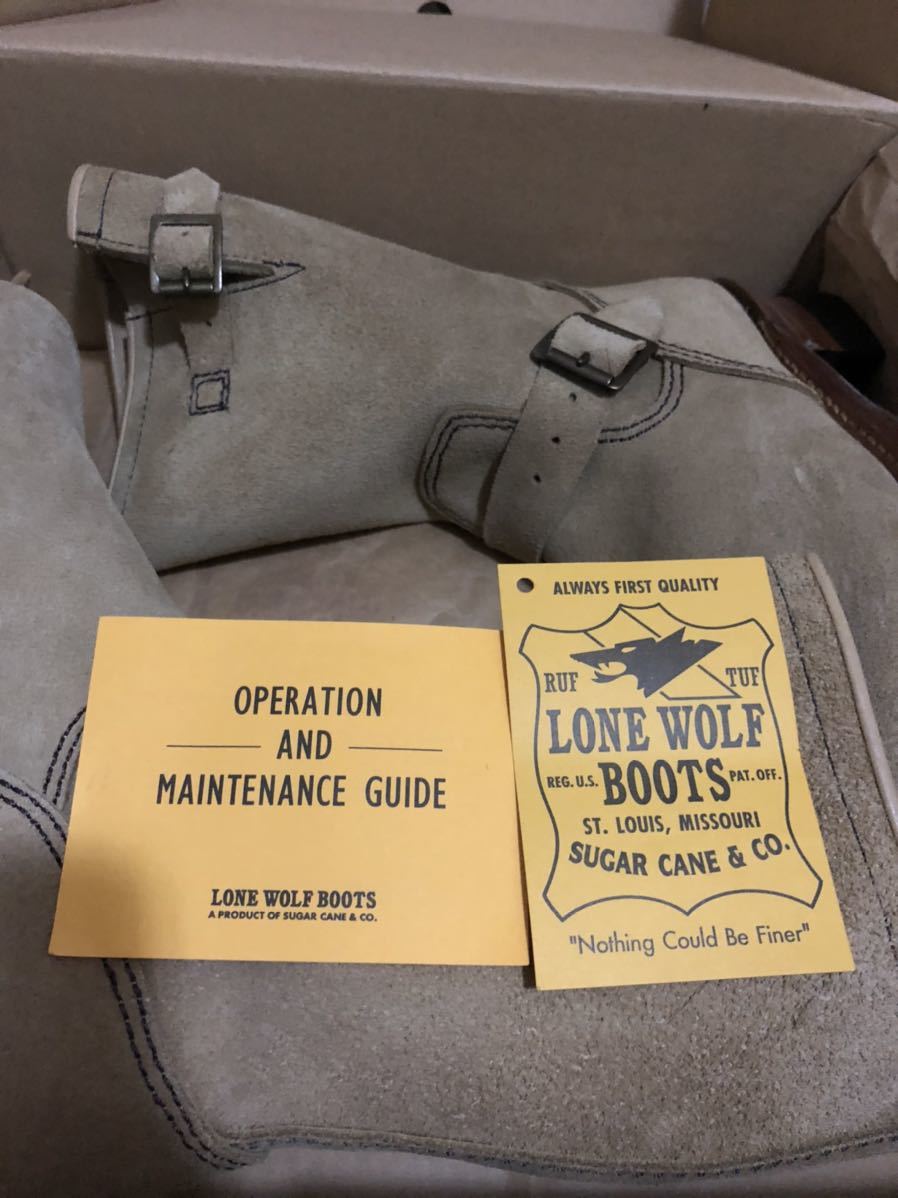 OPERATION
AND
MAINTENANCE GUIDE
LONE WOLF BOOTS
A PRODUCT OF SUGAR CANE & CO.
ALWAYS FIRST QUALITY
RUF TUF
LONE WOLF
REG. U.S. BOOTS PAT. OFF.
ST. LOUIS, MISSOURI
SUGAR CANE & CO.
"Nothing Could Be Finer"